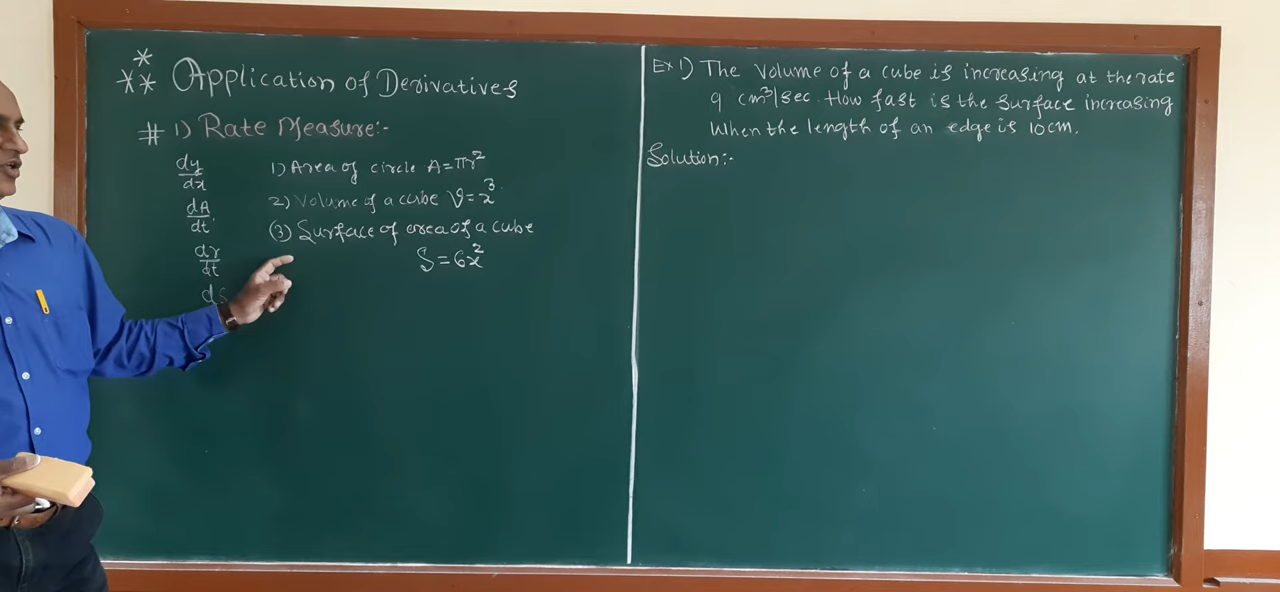 *
** Application of Derivatives
# 1) Rate Measure:-
dy/dx
1) Area of circle A=πr²
dA/dt
2) Volume of a cube V=x³
(3) Surface of area of a cube
dr/dt
S=6x²
ds
Ex 1) The Volume of a cube is increasing at the rate
9 cm³/sec. How fast is the Surface increasing
When the length of an edge is 10cm.
Solution:-